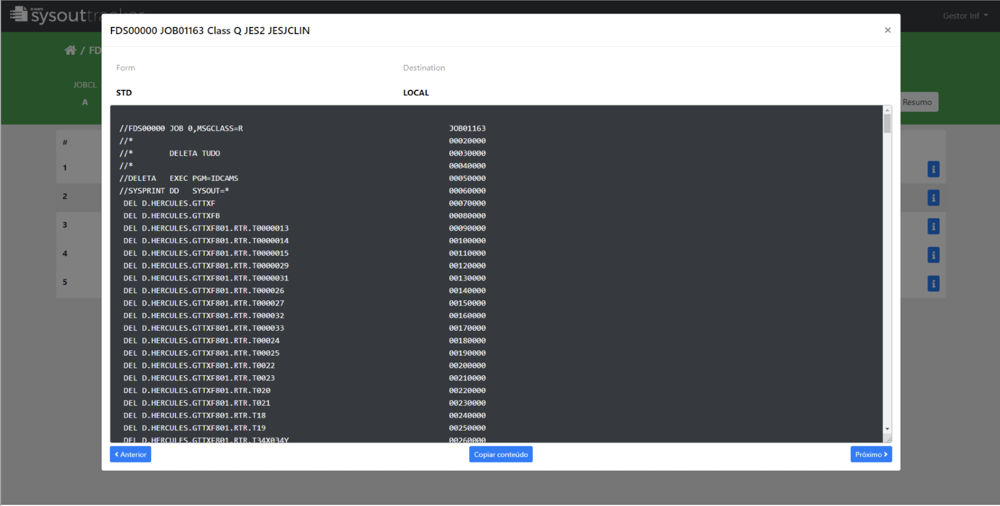 e-ware
sysouttracker
Gestor Inf
/ FD
JOBCL
A
Resumo
#
1
2
3
4
5
FDS00000 JOB01163 Class Q JES2 JESJCLIN
×
Form Destination
STD LOCAL
//FDS00000 JOB 0,MSGCLASS=R JOB01163
//* 00020000
//* DELETA TUDO 00030000
//* 00040000
//DELETA EXEC PGM=IDCAMS 00050000
//SYSPRINT DD SYSOUT=* 00060000
DEL D.HERCULES.GTTXF 00070000
DEL D.HERCULES.GTTXFB 00080000
DEL D.HERCULES.GTTXF801.RTR.T0000013 00090000
DEL D.HERCULES.GTTXF801.RTR.T0000014 00100000
DEL D.HERCULES.GTTXF801.RTR.T0000015 00110000
DEL D.HERCULES.GTTXF801.RTR.T0000029 00120000
DEL D.HERCULES.GTTXF801.RTR.T0000031 00130000
DEL D.HERCULES.GTTXF801.RTR.T000026 00140000
DEL D.HERCULES.GTTXF801.RTR.T000027 00150000
DEL D.HERCULES.GTTXF801.RTR.T000032 00160000
DEL D.HERCULES.GTTXF801.RTR.T000033 00170000
DEL D.HERCULES.GTTXF801.RTR.T00024 00180000
DEL D.HERCULES.GTTXF801.RTR.T00025 00190000
DEL D.HERCULES.GTTXF801.RTR.T0022 00200000
DEL D.HERCULES.GTTXF801.RTR.T0023 00210000
DEL D.HERCULES.GTTXF801.RTR.T020 00220000
DEL D.HERCULES.GTTXF801.RTR.T021 00230000
DEL D.HERCULES.GTTXF801.RTR.T18 00240000
DEL D.HERCULES.GTTXF801.RTR.T19 00250000
DEL D.HERCULES.GTTXF801.RTR.T34X034Y 00260000
Anterior Copiar conteúdo Próximo